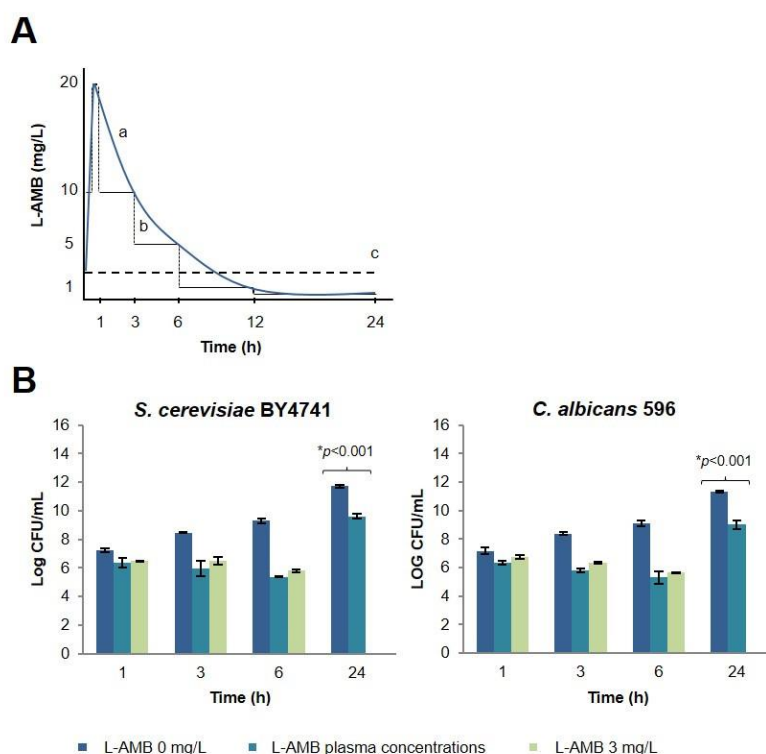 A
L-AMB (mg/L)
20
10
5
1
a
b
c
1 3 6 12 24
Time (h)
B
S. cerevisiae BY4741
Log CFU/mL
16
14
12
10
8
6
4
2
0
*p<0.001
1 3 6 24
Time (h)
C. albicans 596
LOG CFU/mL
16
14
12
10
8
6
4
2
0
*p<0.001
1 3 6 24
Time (h)
L-AMB 0 mg/L L-AMB plasma concentrations L-AMB 3 mg/L